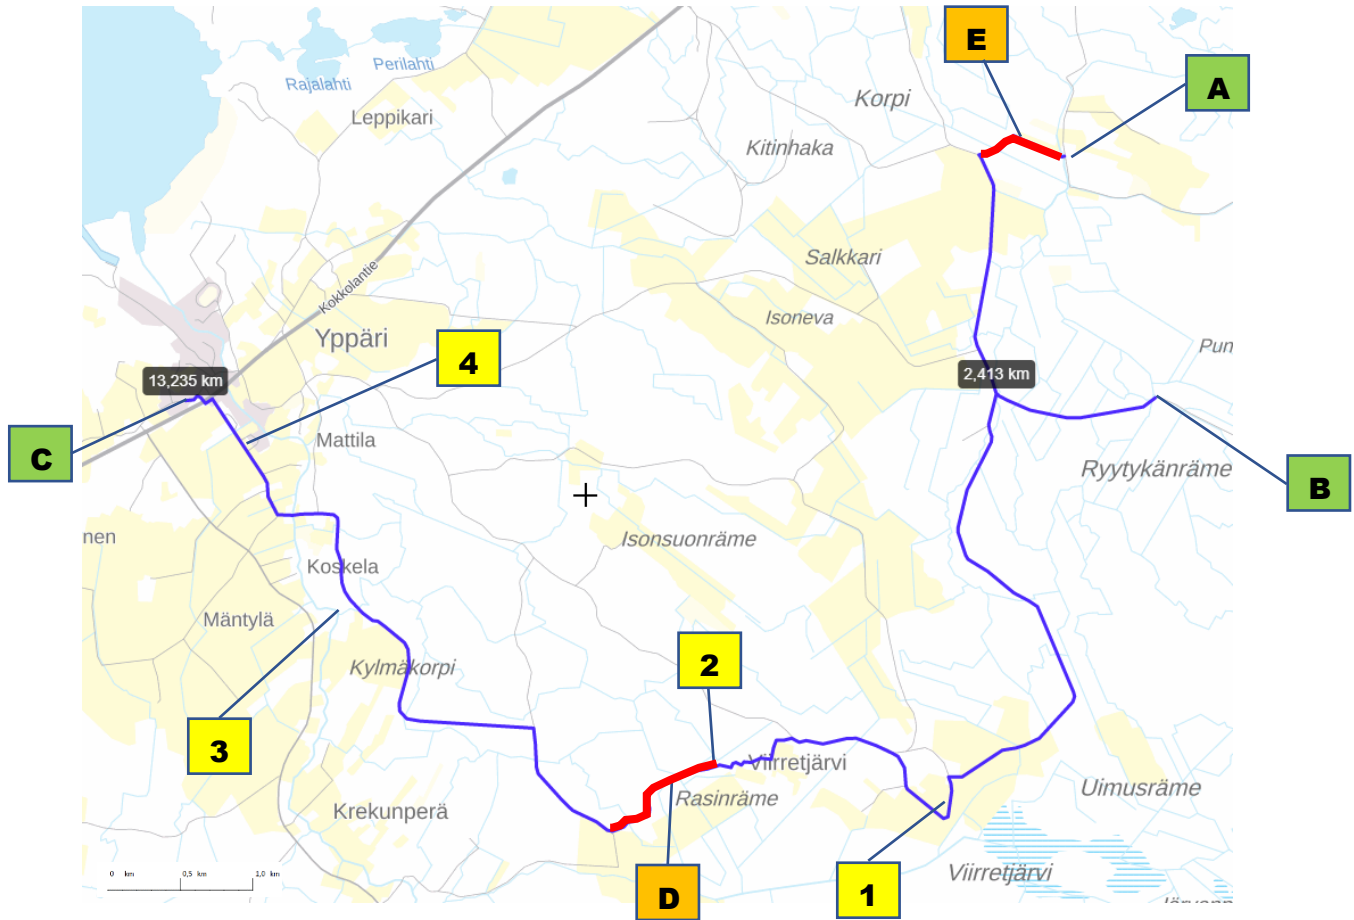 E
A
Perilahti
Rajalahti
Leppikari
Korpi
Kitinhaka
Salkkari
Kokkolantie
Isoneva
Yppäri
4
Pun
13,235 km
2,413 km
C
Mattila
Ryytykänräme
B
nen
Isonsuonräme
Koskela
Mäntylä
2
Kylmäkorpi
3
Viirretjärvi
Rasinräme
Uimusräme
Krekunperä
0 km 0,5 km 1,0 km
D
1
Viirretjärvi